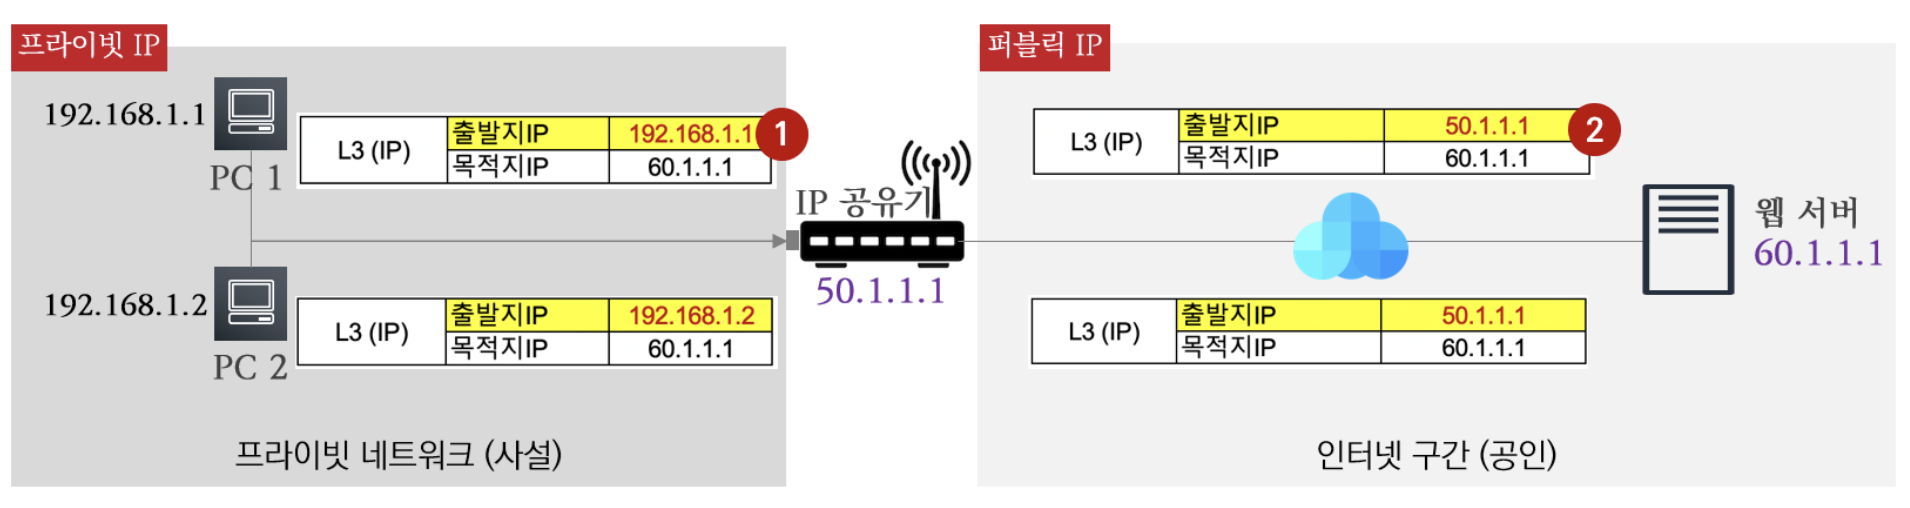 프라이빗 IP
192.168.1.1
PC 1
L3 (IP)
출발지IP 192.168.1.1
목적지IP 60.1.1.1
1
192.168.1.2
PC 2
L3 (IP)
출발지IP 192.168.1.2
목적지IP 60.1.1.1
프라이빗 네트워크 (사설)
IP 공유기
50.1.1.1
퍼블릭 IP
L3 (IP)
출발지IP 50.1.1.1
목적지IP 60.1.1.1
2
웹 서버
60.1.1.1
L3 (IP)
출발지IP 50.1.1.1
목적지IP 60.1.1.1
인터넷 구간 (공인)